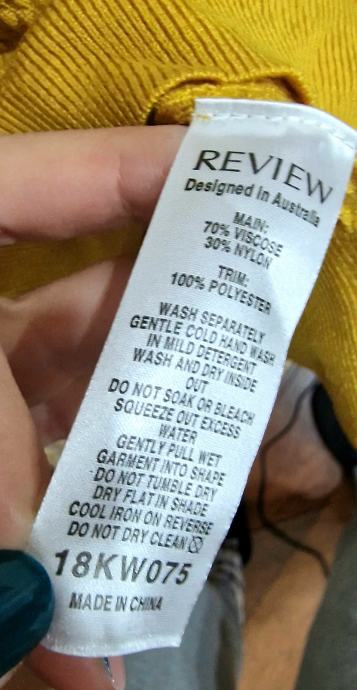 REVIEW
Designed in Australia
MAIN:
70% VISCOSE
30% NYLON
TRIM:
100% POLYESTER
WASH SEPARATELY
GENTLE COLD HAND WASH
IN MILD DETERGENT
WASH AND DRY INSIDE
OUT
DO NOT SOAK OR BLEACH
SQUEEZE OUT EXCESS
WATER
GENTLY PULL WET
GARMENT INTO SHAPE
DO NOT TUMBLE DRY
DRY FLAT IN SHADE
COOL IRON ON REVERSE
DO NOT DRY CLEAN
18KW075
MADE IN CHINA